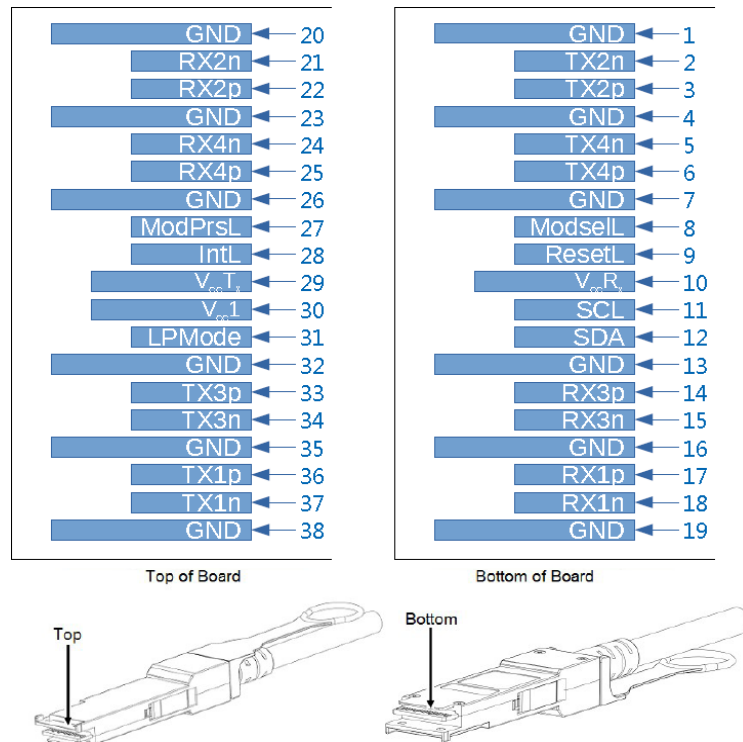 GND 20
RX2n 21
RX2p 22
GND 23
RX4n 24
RX4p 25
GND 26
ModPrsL 27
IntL 28
VccTx 29
Vcc1 30
LPMode 31
GND 32
TX3p 33
TX3n 34
GND 35
TX1p 36
TX1n 37
GND 38
Top of Board
GND 1
TX2n 2
TX2p 3
GND 4
TX4n 5
TX4p 6
GND 7
ModselL 8
ResetL 9
VccRx 10
SCL 11
SDA 12
GND 13
RX3p 14
RX3n 15
GND 16
RX1p 17
RX1n 18
GND 19
Bottom of Board
Top
Bottom